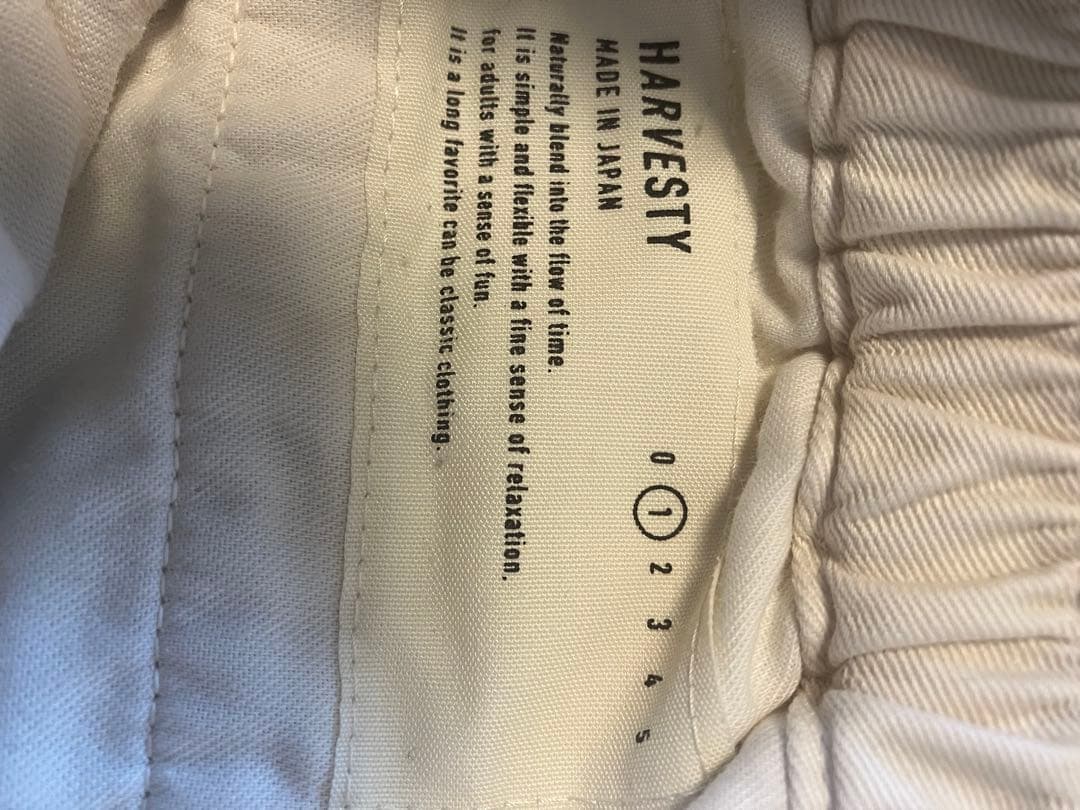 HARVESTY 0 1 2 3 4 5
MADE IN JAPAN
Naturally blend into the flow of time.
It is simple and flexible with a fine sense of relaxation.
for adults with a sense of fun.
It is a long favorite can be classic clothing.